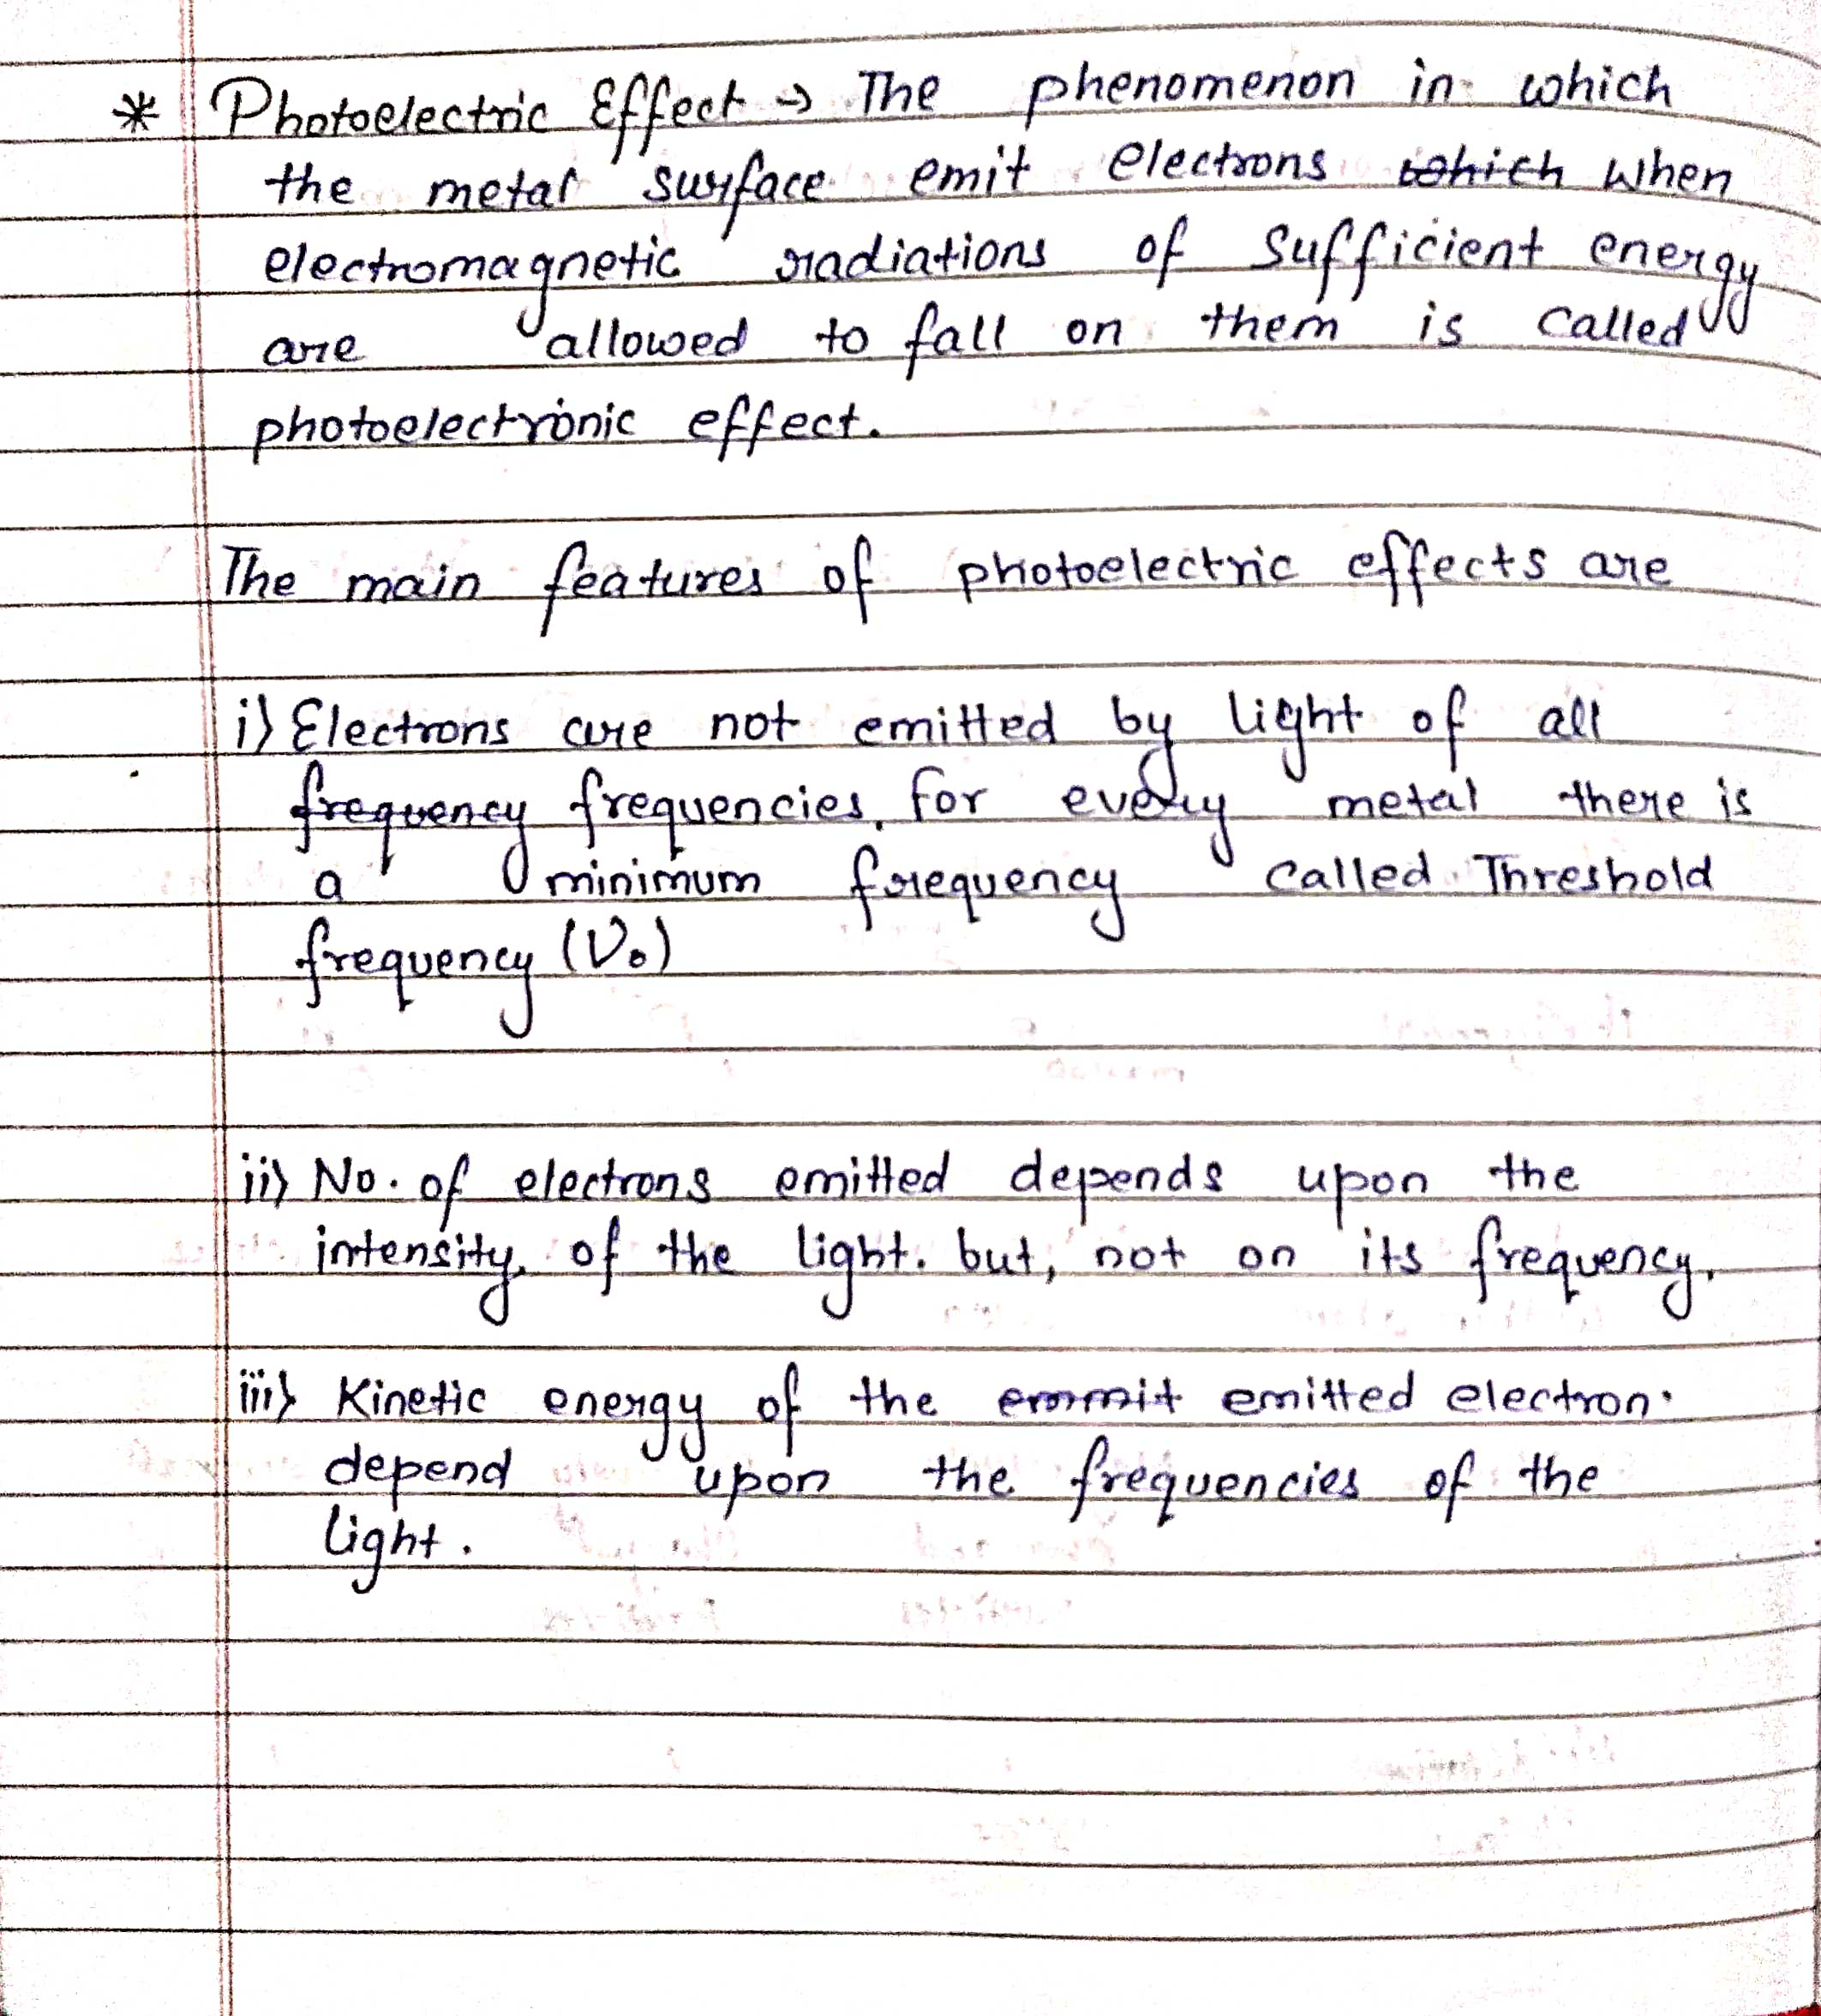 * Photoelectric Effect → The phenomenon in which
the metal surface emit electrons ~~which~~ when
electromagnetic radiations of sufficient energy
are allowed to fall on them is called
photoelectronic effect.
The main features of photoelectric effects are
i) Electrons are not emitted by light of all
~~frequency~~ frequencies. For every metal there is
a minimum frequency called Threshold
frequency (ν₀)
ii) No. of electrons emitted depends upon the
intensity. of the light. but, not on its frequency.
iii) Kinetic energy of the ~~emmit~~ emitted electron.
depend upon the frequencies of the
light.